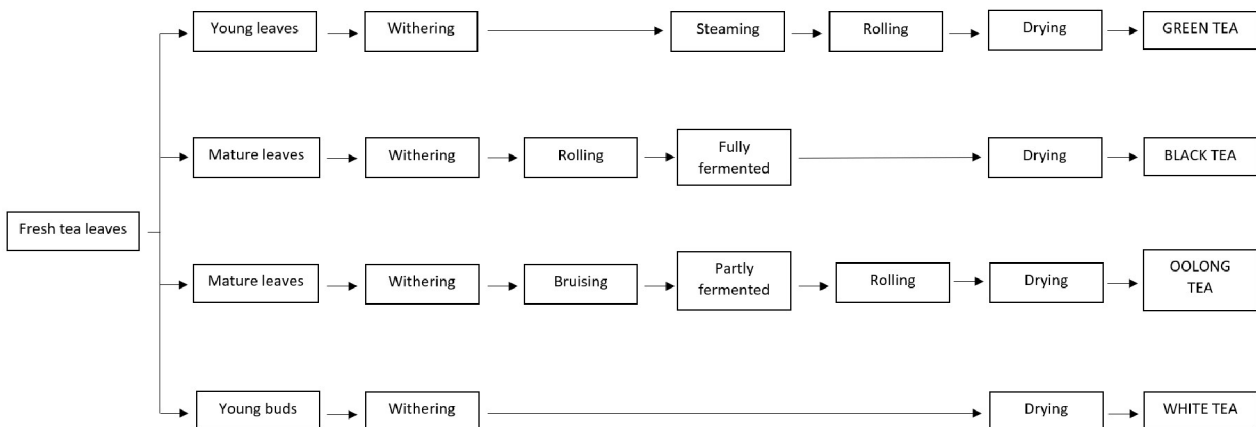 Young leaves
Withering
Steaming
Rolling
Drying
GREEN TEA
Mature leaves
Withering
Rolling
Fully
fermented
Drying
BLACK TEA
Fresh tea leaves
Mature leaves
Withering
Bruising
Partly
fermented
Rolling
Drying
OOLONG
TEA
Young buds
Withering
Drying
WHITE TEA